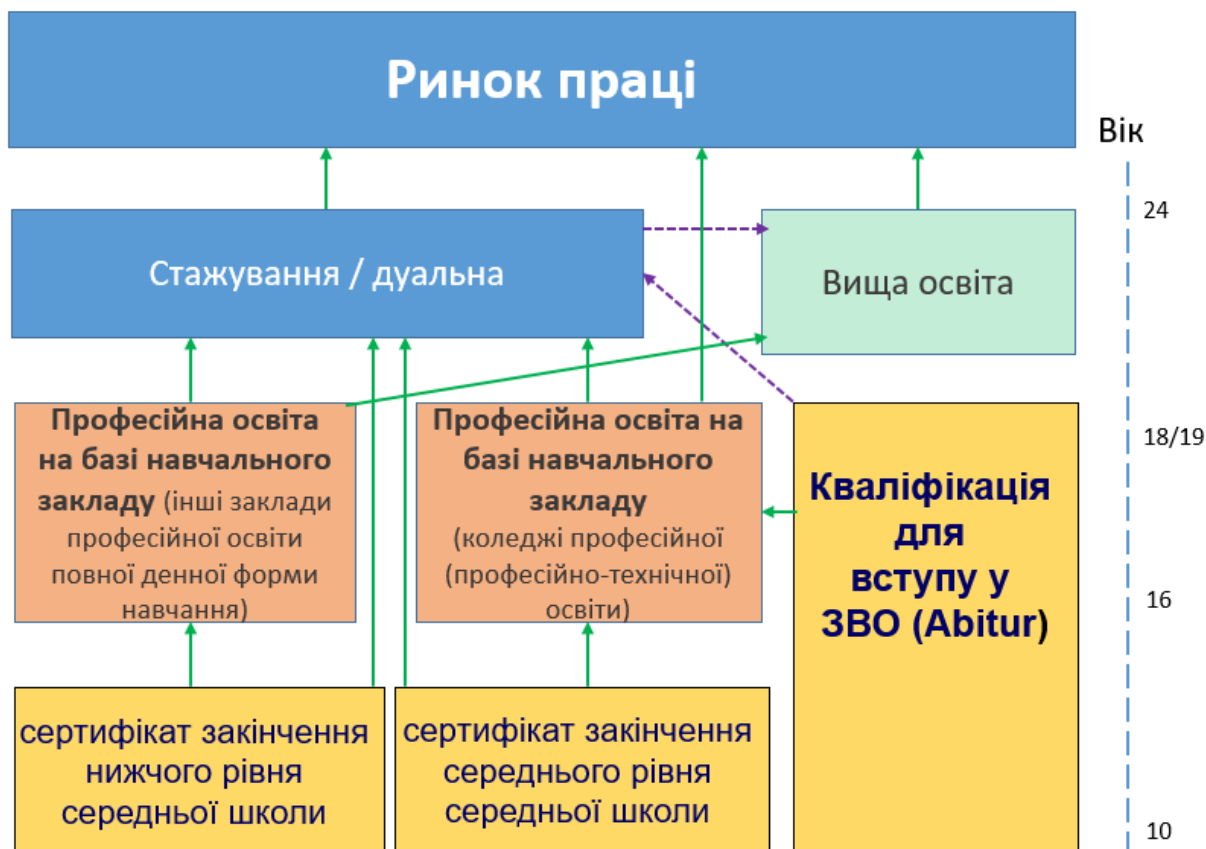 Ринок праці
Вік
24
Стажування / дуальна
Вища освіта
Професійна освіта
на базі навчального
закладу (інші заклади
професійної освіти
повної денної форми
навчання)
Професійна освіта на
базі навчального
закладу
(коледжі професійної
(професійно-технічної)
освіти)
Кваліфікація
для
вступу у
ЗВО (Abitur)
18/19
16
сертифікат закінчення
нижчого рівня
середньої школи
сертифікат закінчення
середнього рівня
середньої школи
10